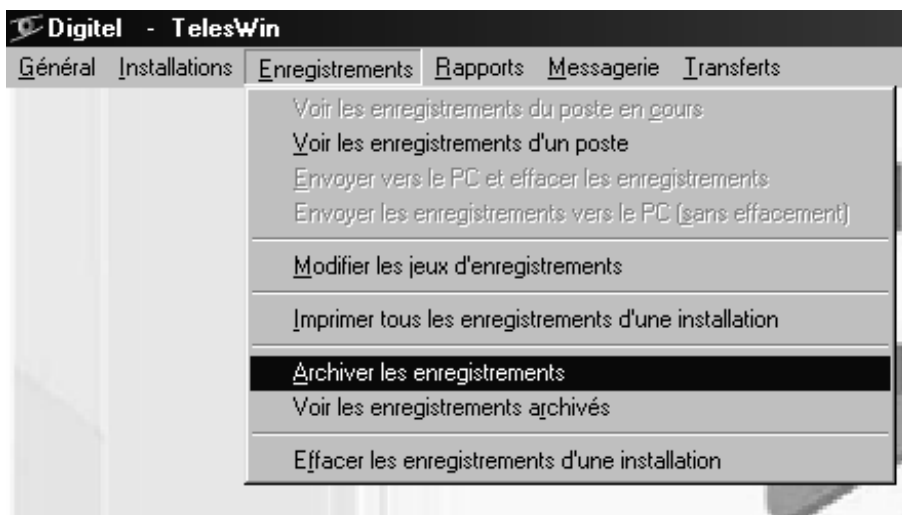 Digitel - TelesWin
Général Installations Enregistrements Rapports Messagerie Transferts
Voir les enregistrements du poste en cours
Voir les enregistrements d'un poste
Envoyer vers le PC et effacer les enregistrements
Envoyer les enregistrements vers le PC (sans effacement)
Modifier les jeux d'enregistrements
Imprimer tous les enregistrements d'une installation
Archiver les enregistrements
Voir les enregistrements archivés
Effacer les enregistrements d'une installation